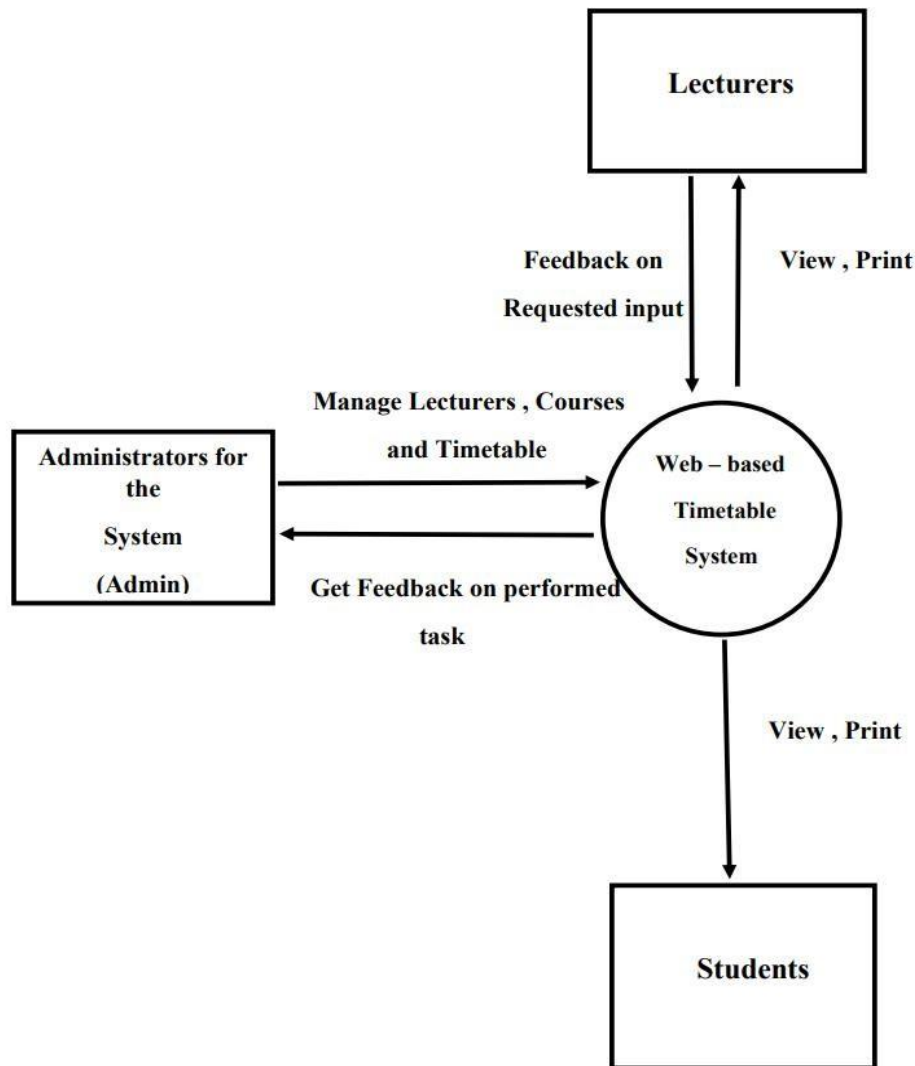 Lecturers
Feedback on
Requested input
View , Print
Manage Lecturers , Courses
and Timetable
Administrators for
the
System
(Admin)
Web – based
Timetable
System
Get Feedback on performed
task
View , Print
Students